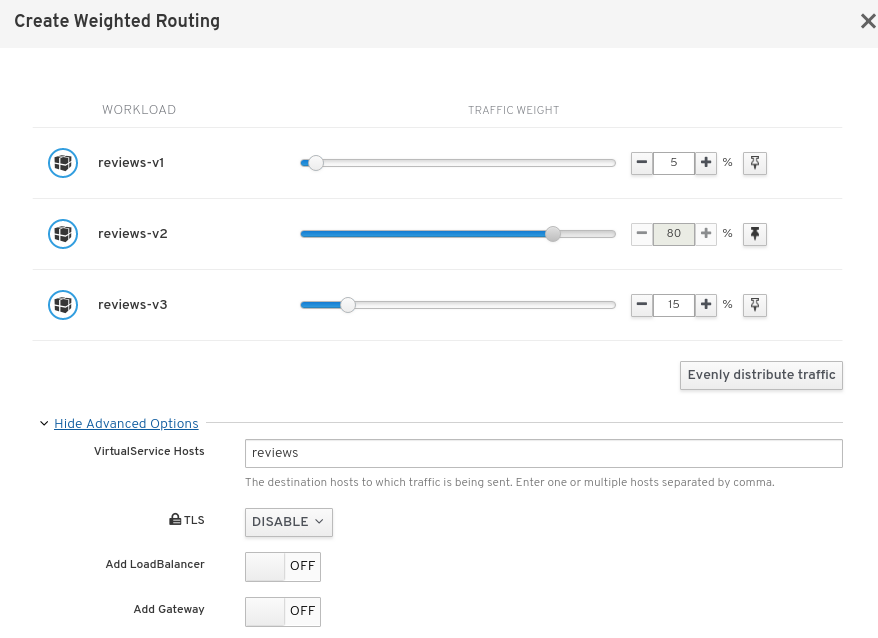 Create Weighted Routing
WORKLOAD TRAFFIC WEIGHT
reviews-v1 5 %
reviews-v2 80 %
reviews-v3 15 %
Evenly distribute traffic
Hide Advanced Options
VirtualService Hosts reviews
The destination hosts to which traffic is being sent. Enter one or multiple hosts separated by comma.
TLS DISABLE
Add LoadBalancer OFF
Add Gateway OFF